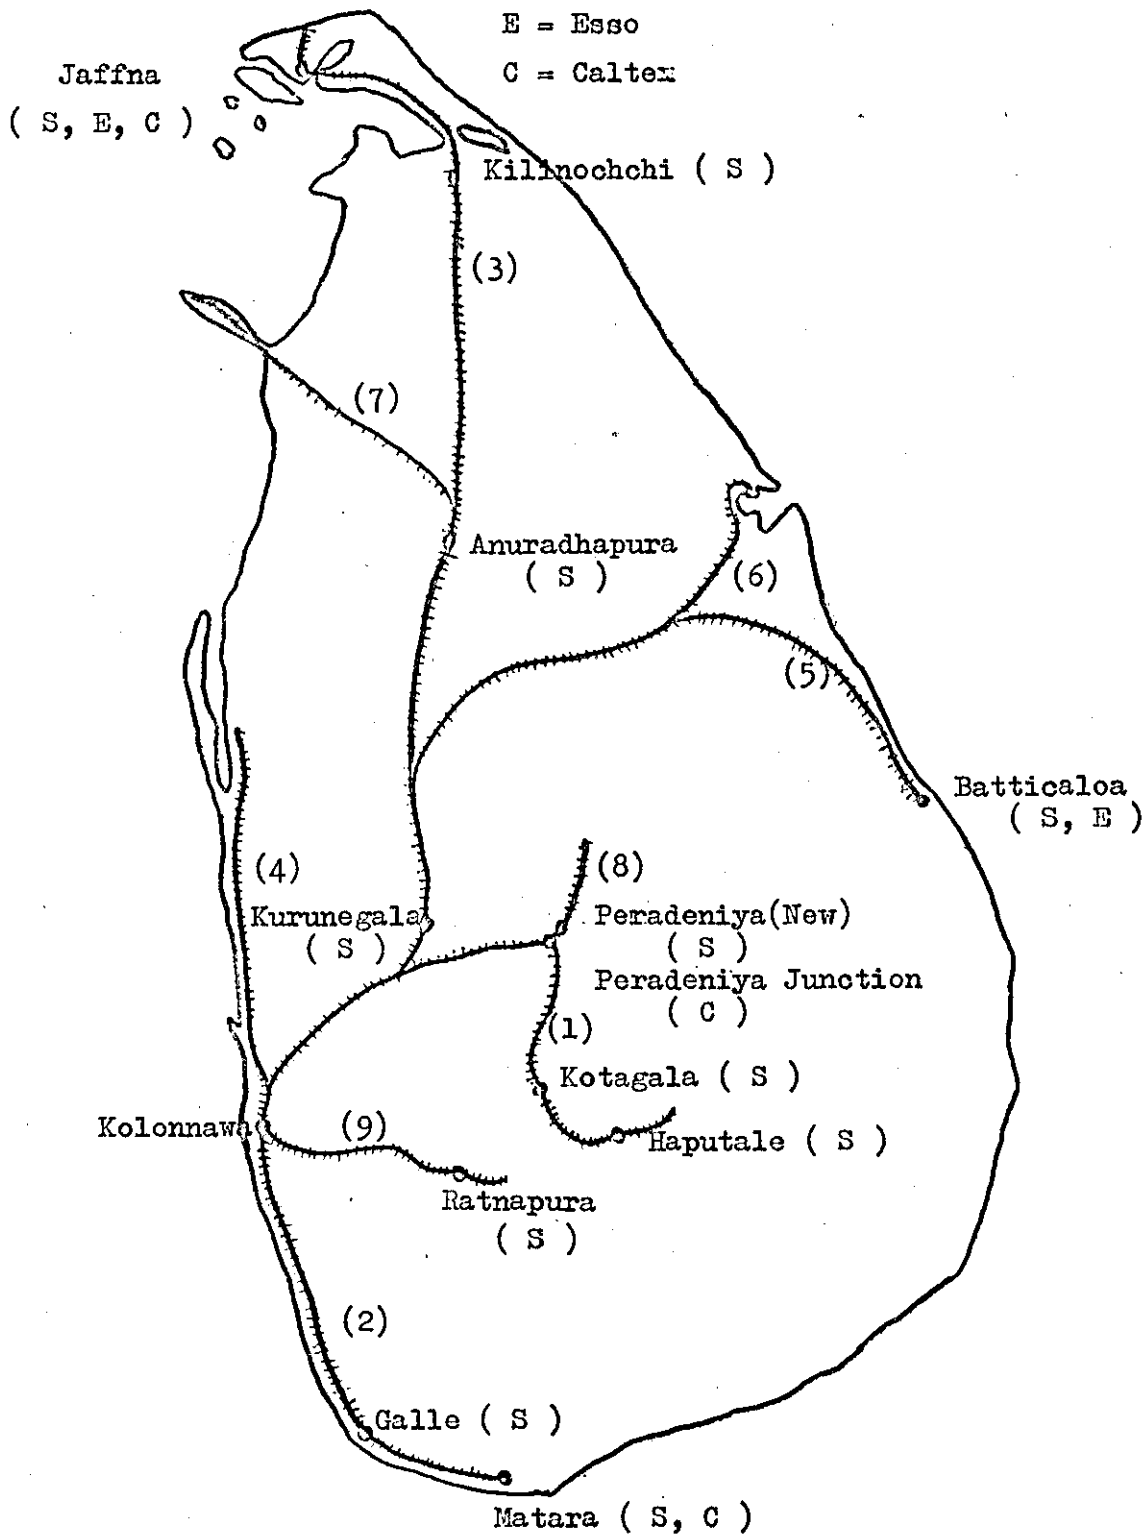 E = Esso
C = Caltex
Jaffna
( S, E, C )
Kilinochchi ( S )
(3)
(7)
Anuradhapura
( S )
(6)
(5)
Batticaloa
( S, E )
(4)
(8)
Kurunegala
( S )
Peradeniya(New)
( S )
Peradeniya Junction
( C )
(1)
Kotagala ( S )
Kolonnawa
(9)
Haputale ( S )
Ratnapura
( S )
(2)
Galle ( S )
Matara ( S, C )